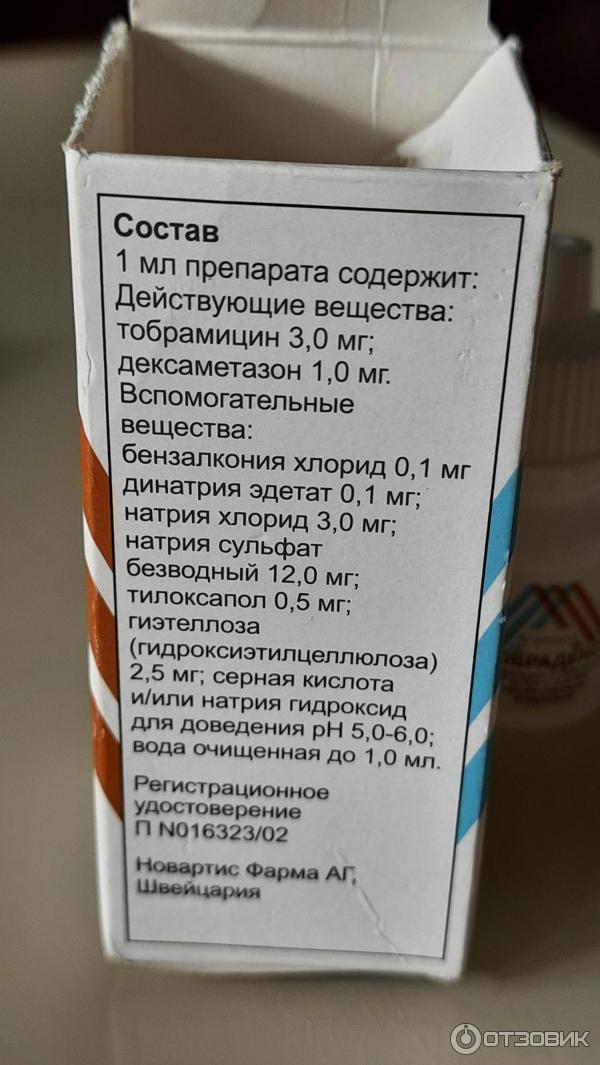 Состав
1 мл препарата содержит:
Действующие вещества:
тобрамицин 3,0 мг;
дексаметазон 1,0 мг.
Вспомогательные
вещества:
бензалкония хлорид 0,1 мг
динатрия эдетат 0,1 мг;
натрия хлорид 3,0 мг;
натрия сульфат
безводный 12,0 мг;
тилоксапол 0,5 мг;
гиэтеллоза
(гидроксиэтилцеллюлоза)
2,5 мг; серная кислота
и/или натрия гидроксид
для доведения pH 5,0-6,0;
вода очищенная до 1,0 мл.
Регистрационное
удостоверение
П N016323/02
Новартис Фарма АГ,
Швейцария
ОТЗОВИК